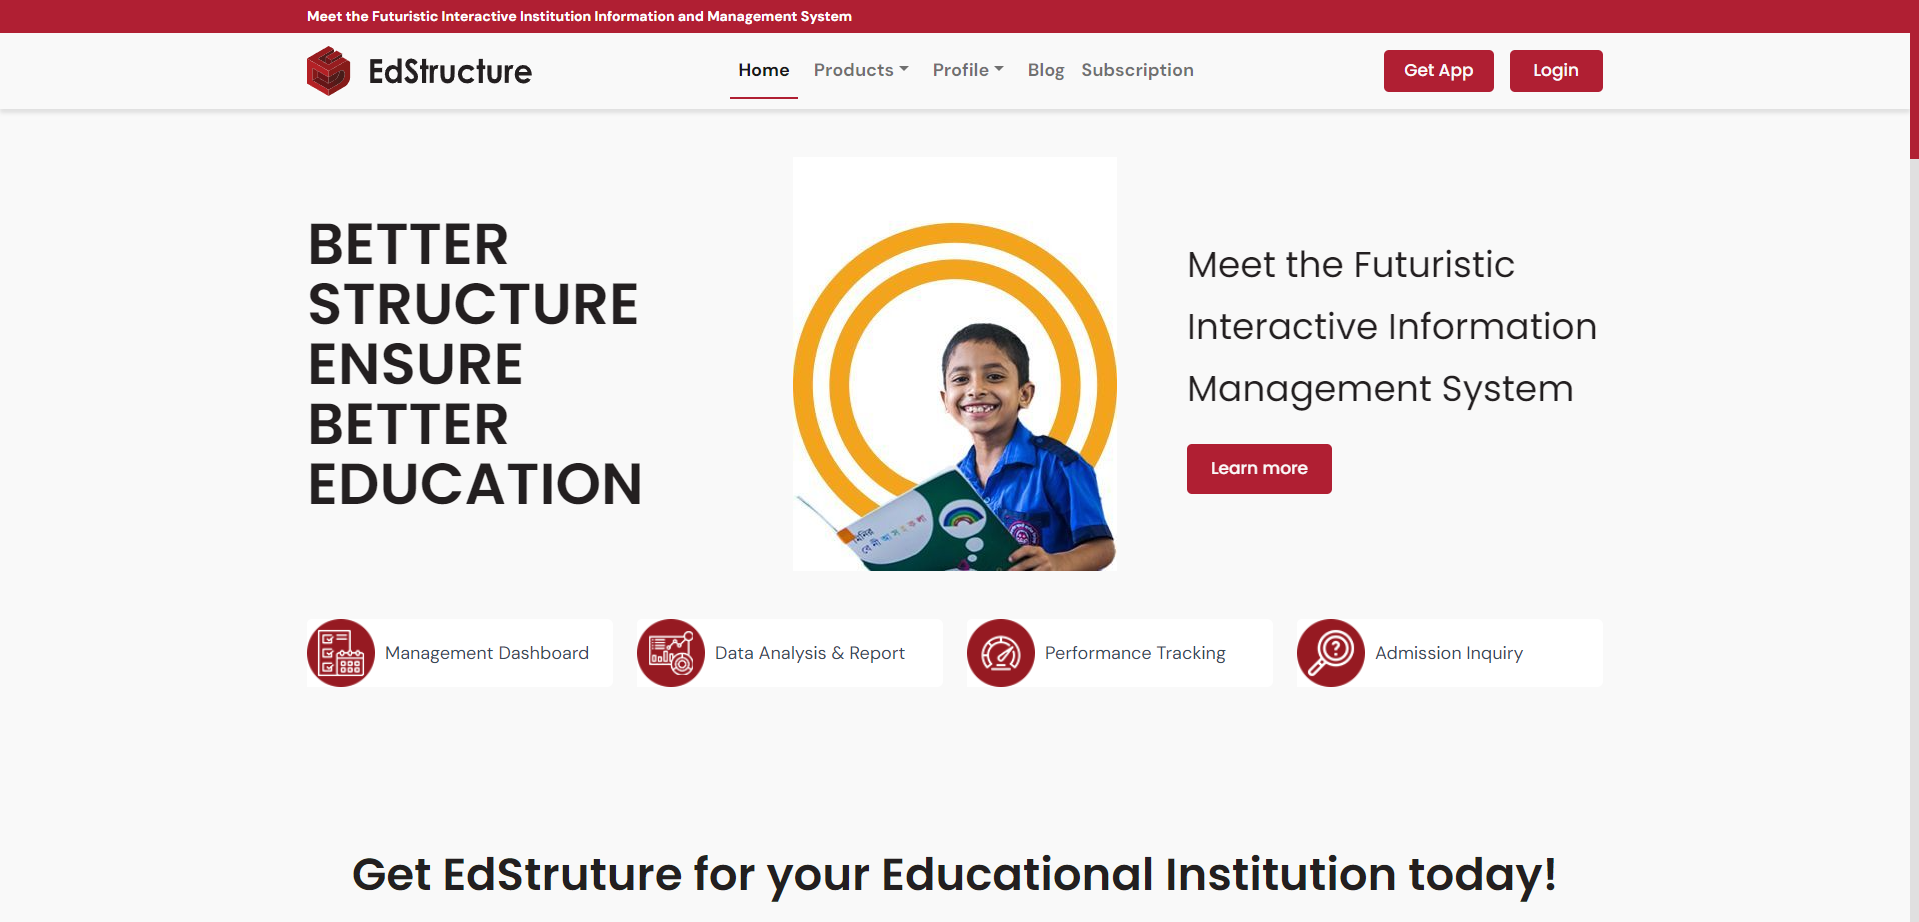 Meet the Futuristic Interactive Institution Information and Management System
EdStructure
Home Products Profile Blog Subscription
Get App Login
BETTER
STRUCTURE
ENSURE
BETTER
EDUCATION
Meet the Futuristic
Interactive Information
Management System
Learn more
Management Dashboard
Data Analysis & Report
Performance Tracking
Admission Inquiry
Get EdStruture for your Educational Institution today!